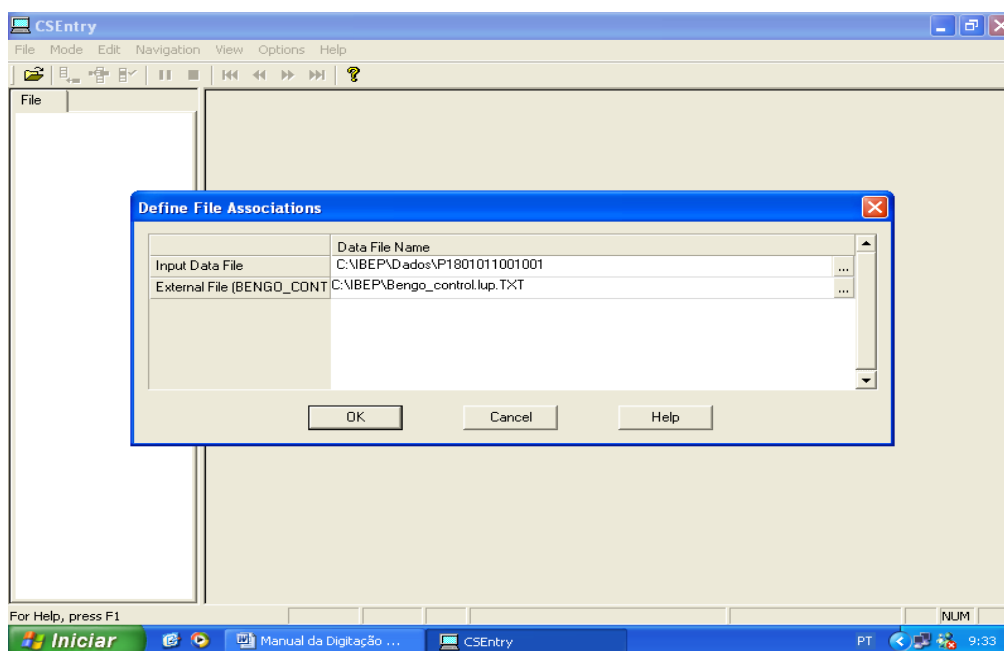 CSEntry
File Mode Edit Navigation View Options Help
File
Define File Associations
Data File Name
Input Data File C:\IBEP\Dados\P1801011001001 ...
External File (BENGO_CONT C:\IBEP\Bengo_control.lup.TXT ...
OK Cancel Help
For Help, press F1 NUM
Iniciar Manual da Digitação ... CSEntry PT 9:33